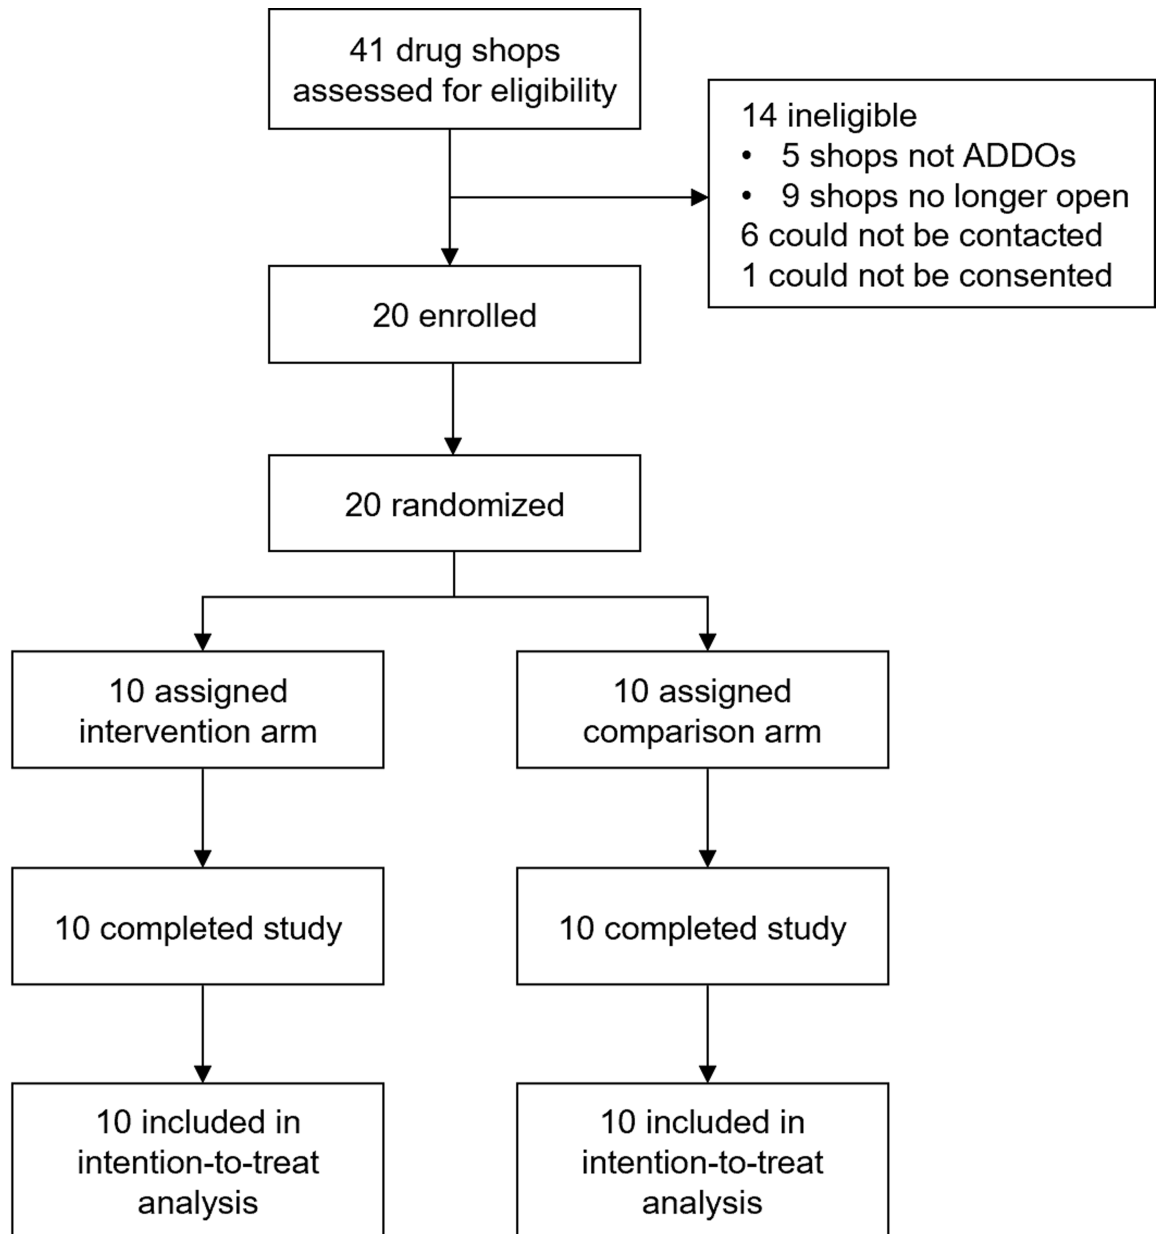 41 drug shops
assessed for eligibility
14 ineligible
• 5 shops not ADDOs
• 9 shops no longer open
6 could not be contacted
1 could not be consented
20 enrolled
20 randomized
10 assigned
intervention arm
10 assigned
comparison arm
10 completed study
10 completed study
10 included in
intention-to-treat
analysis
10 included in
intention-to-treat
analysis